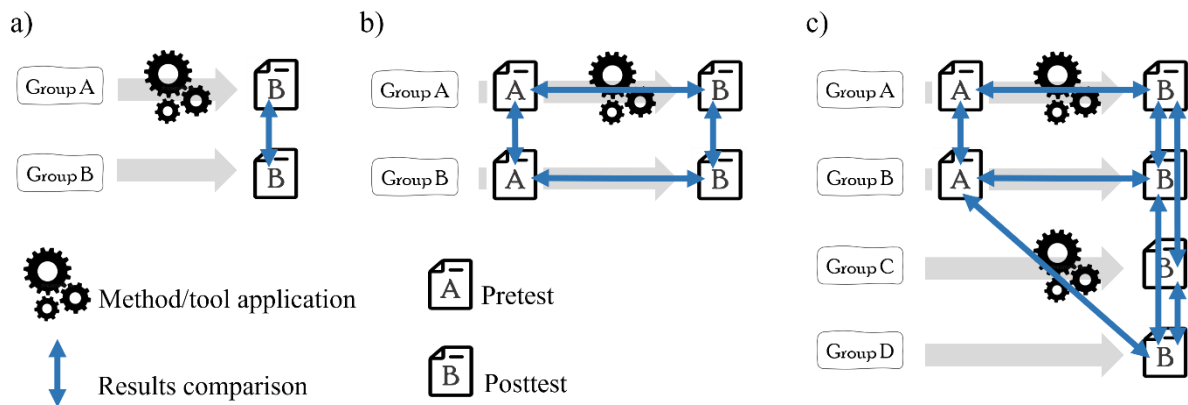 a)
Group A
B
Group B
B
b)
Group A
A
B
Group B
A
B
c)
Group A
A
B
Group B
A
B
Group C
B
Group D
B
Method/tool application
Results comparison
A
Pretest
B
Posttest